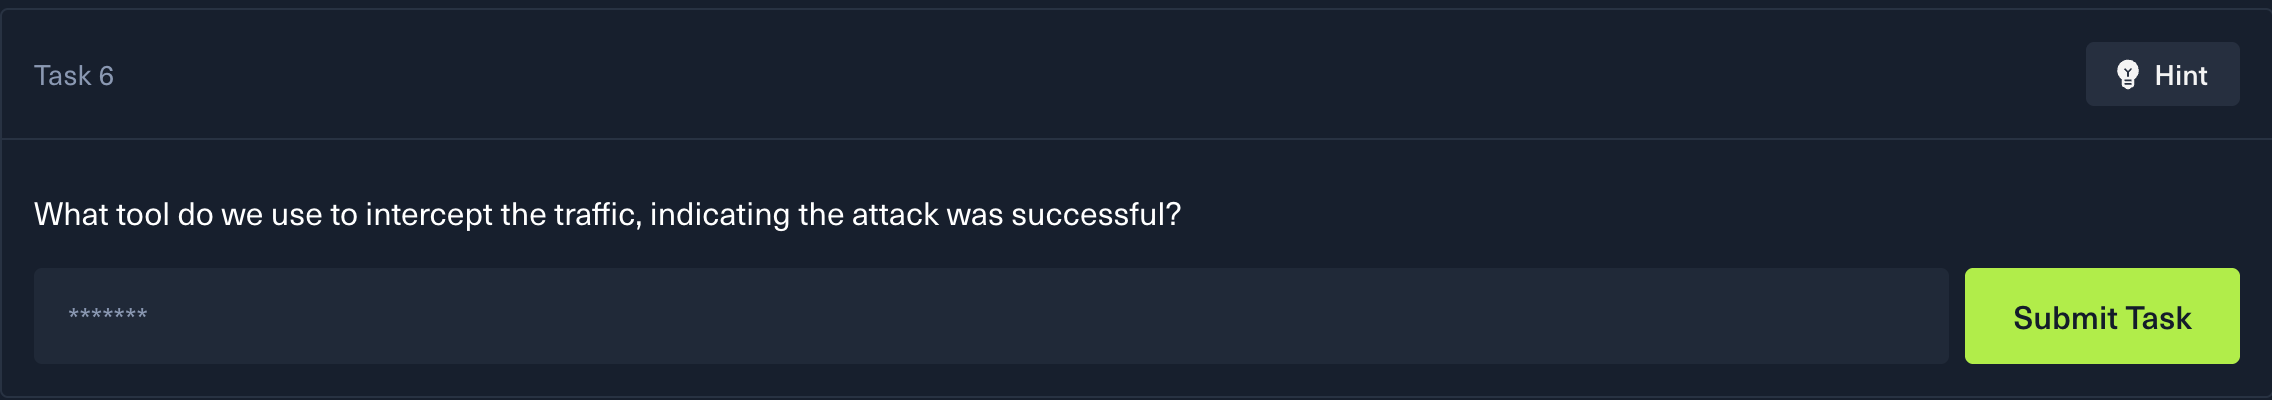 Task 6
Hint
What tool do we use to intercept the traffic, indicating the attack was successful?
*******
Submit Task